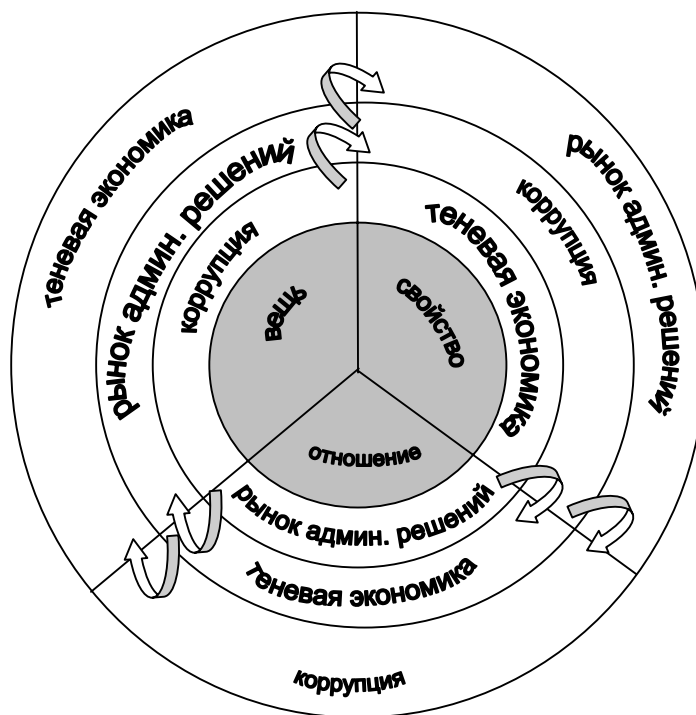 теневая экономика
рынок админ. решений
коррупция
вещь
рынок админ. решений
коррупция
теневая экономика
свойство
отношение
рынок админ. решений
теневая экономика
коррупция